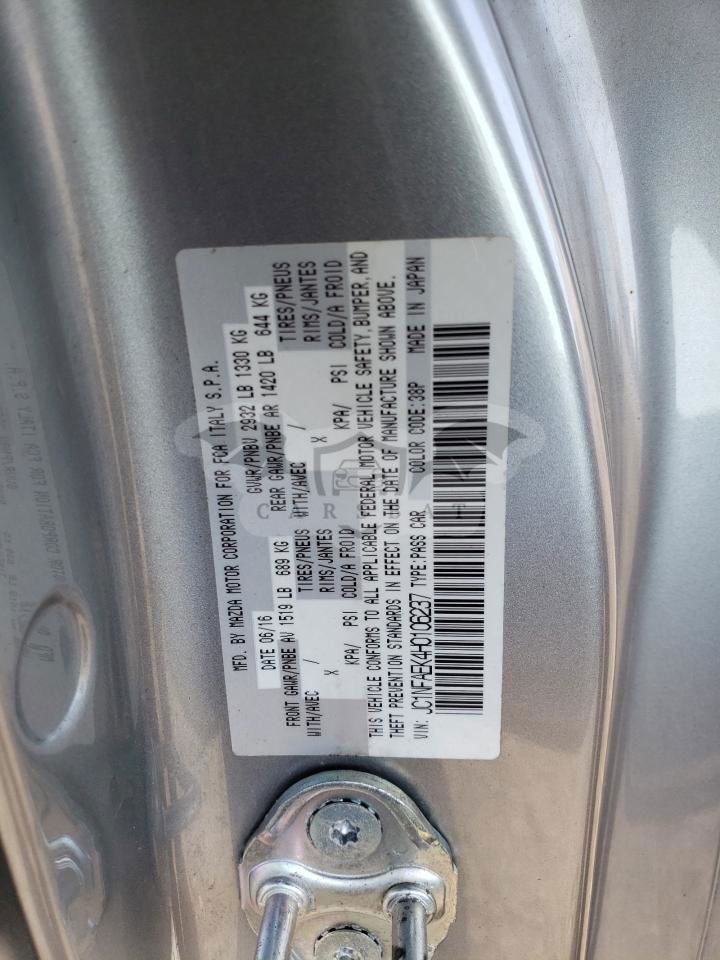 MFD. BY MAZDA MOTOR CORPORATION FOR FCA ITALY S.P.A.
DATE 06/16 GVWR/PNBV 2932 LB 1330 KG
FRONT GAWR/PNBE AV 1519 LB 689 KG REAR GAWR/PNBE AR 1420 LB 644 KG
WITH/AVEC / TIRES/PNEUS WITH/AVEC / TIRES/PNEUS
X RIMS/JANTES X RIMS/JANTES
KPA/ PSI COLD/A FROID KPA/ PSI COLD/A FROID
THIS VEHICLE CONFORMS TO ALL APPLICABLE FEDERAL MOTOR VEHICLE SAFETY, BUMPER, AND
THEFT PREVENTION STANDARDS IN EFFECT ON THE DATE OF MANUFACTURE SHOWN ABOVE.
VIN: JC1NFAEK4H0106237 TYPE:PASS CAR COLOR CODE:38P MADE IN JAPAN